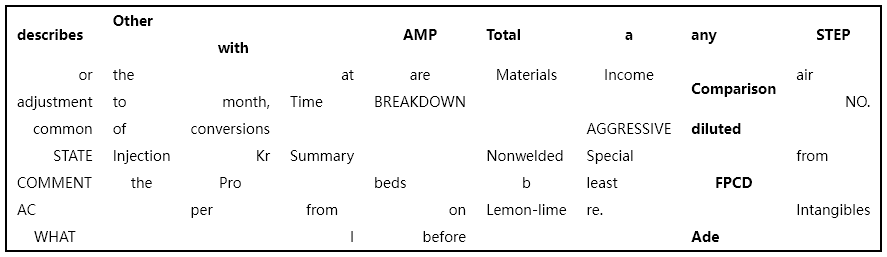 describes Other with AMP Total a any STEP
or the at are Materials Income air
adjustment to month, Time BREAKDOWN Comparison NO.
common of conversions AGGRESSIVE diluted
STATE Injection Kr Summary Nonwelded Special from
COMMENT the Pro beds b least FPCD
AC per from on Lemon-lime re. Intangibles
WHAT I before Ade